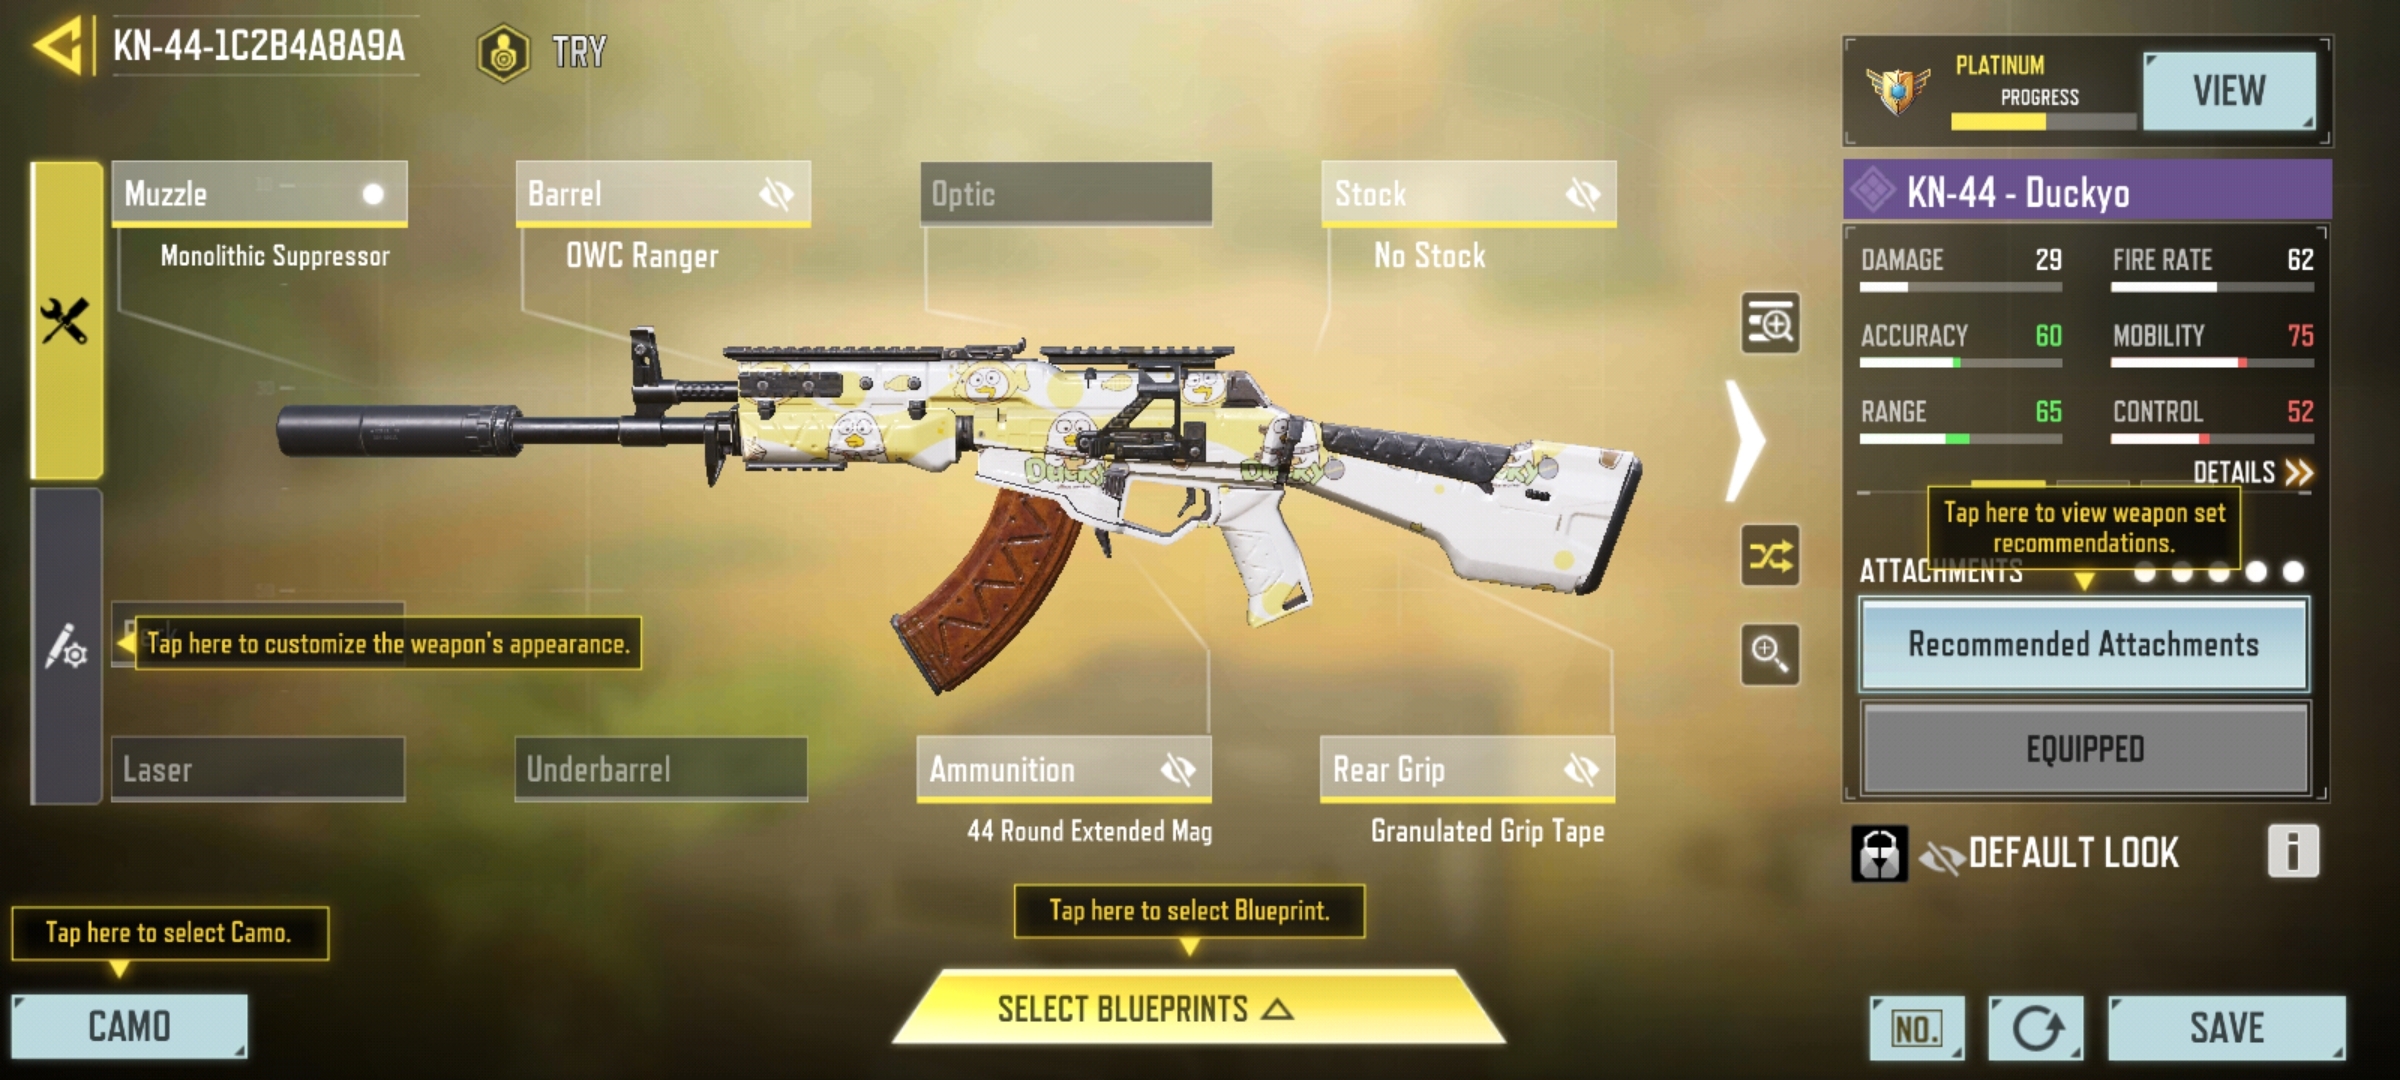 KN-44-1C2B4A8A9A
TRY
PLATINUM
PROGRESS
VIEW
Muzzle
Monolithic Suppressor
Barrel
OWC Ranger
Optic
Stock
No Stock
KN-44 - Duckyo
DAMAGE 29
FIRE RATE 62
ACCURACY 60
MOBILITY 75
RANGE 65
CONTROL 52
DETAILS
Tap here to view weapon set
recommendations.
ATTACHMENTS
Recommended Attachments
EQUIPPED
Tap here to customize the weapon's appearance.
Laser
Underbarrel
Ammunition
44 Round Extended Mag
Rear Grip
Granulated Grip Tape
DEFAULT LOOK
i
Tap here to select Camo.
CAMO
Tap here to select Blueprint.
SELECT BLUEPRINTS
NO.
SAVE